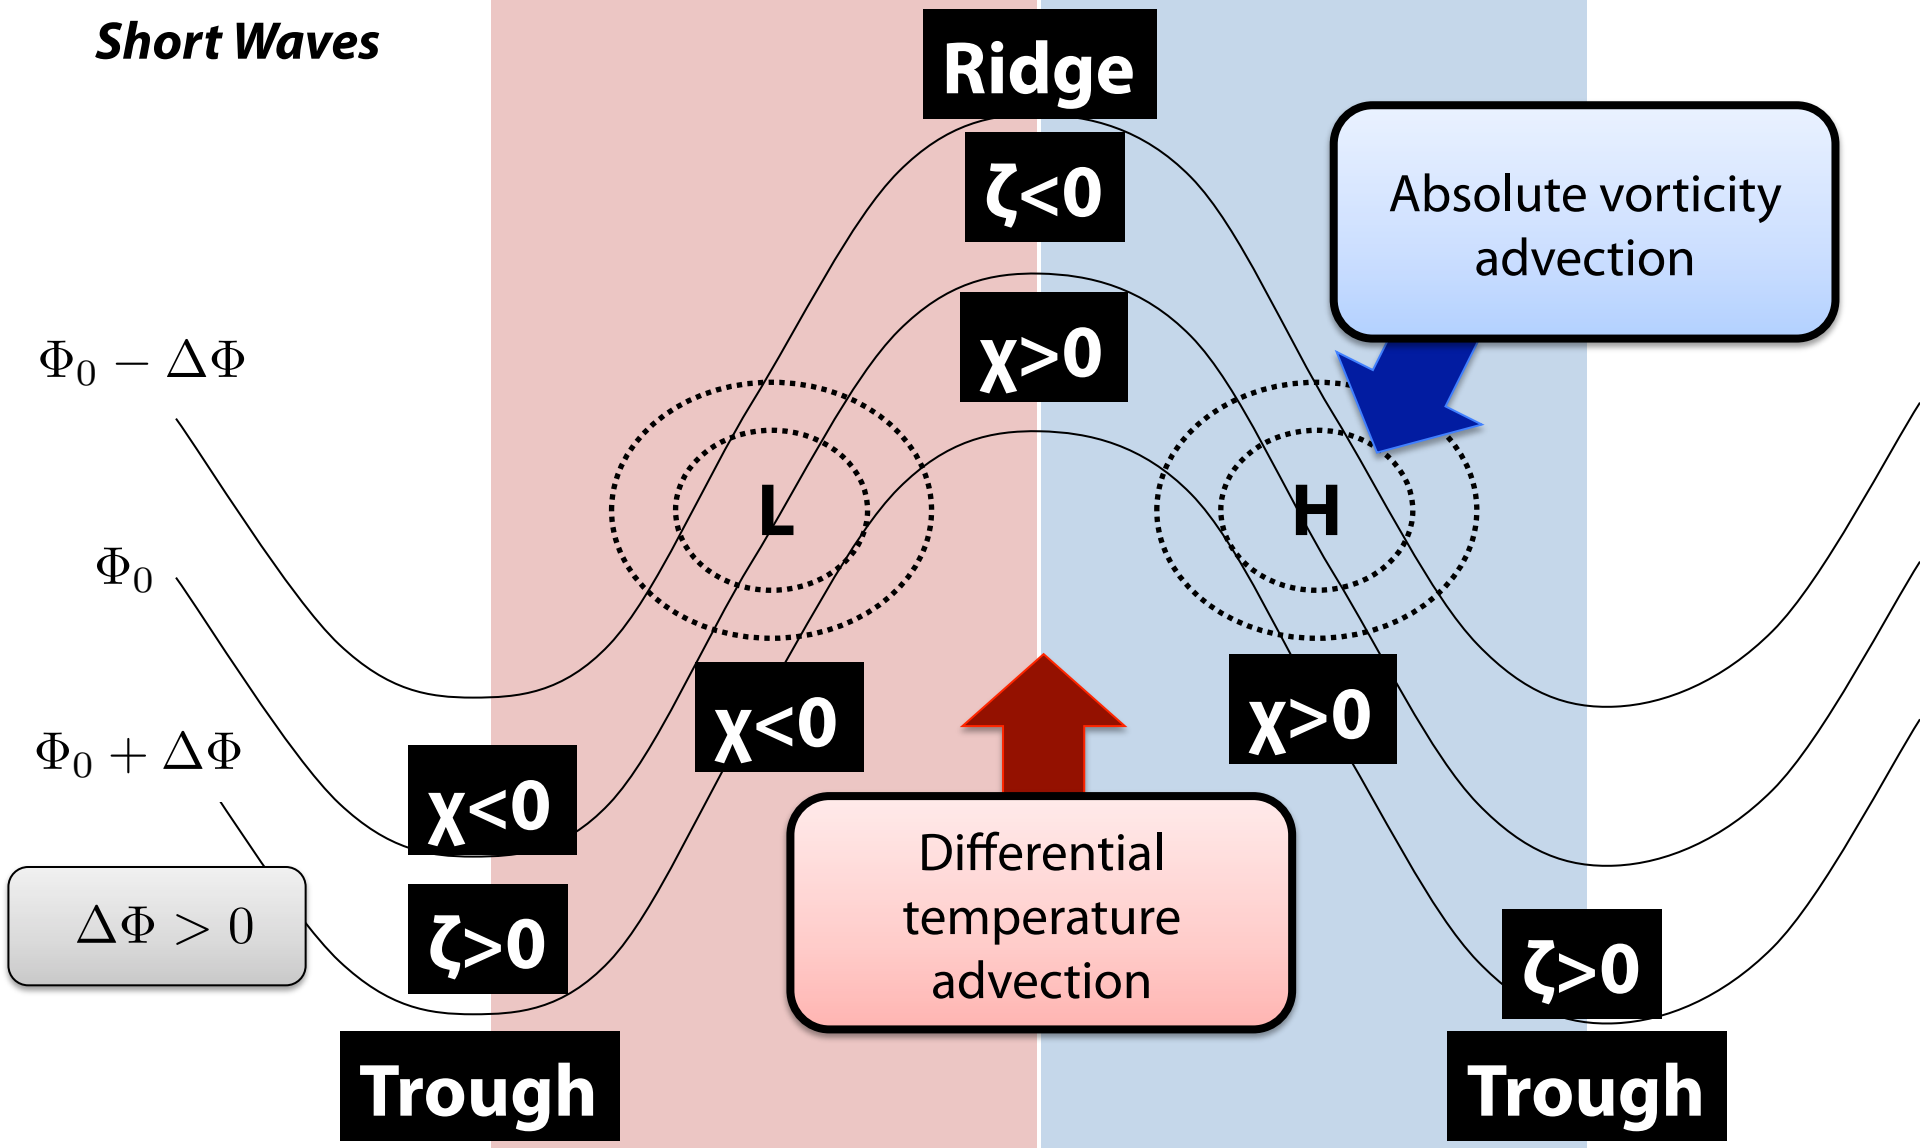 Short Waves
Ridge
ζ<0
Absolute vorticity
advection
χ>0
Φ₀ − ΔΦ
L
H
Φ₀
χ<0
χ>0
Φ₀ + ΔΦ
χ<0
Differential
temperature
advection
ΔΦ > 0
ζ>0
ζ>0
Trough
Trough